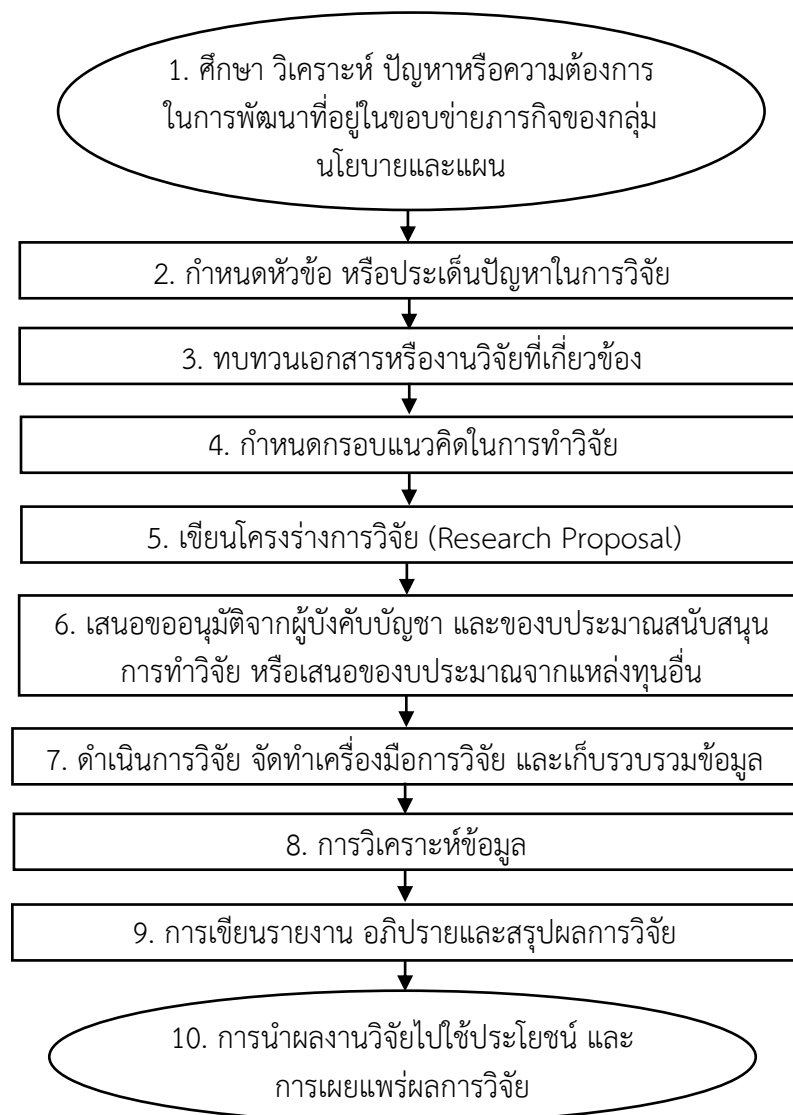 1. ศึกษา วิเคราะห์ ปัญหาหรือความต้องการ
ในการพัฒนาที่อยู่ในขอบข่ายภารกิจของกลุ่ม
นโยบายและแผน
2. กำหนดหัวข้อ หรือประเด็นปัญหาในการวิจัย
3. ทบทวนเอกสารหรืองานวิจัยที่เกี่ยวข้อง
4. กำหนดกรอบแนวคิดในการทำวิจัย
5. เขียนโครงร่างการวิจัย (Research Proposal)
6. เสนอขออนุมัติจากผู้บังคับบัญชา และของบประมาณสนับสนุน
การทำวิจัย หรือเสนอของบประมาณจากแหล่งทุนอื่น
7. ดำเนินการวิจัย จัดทำเครื่องมือการวิจัย และเก็บรวบรวมข้อมูล
8. การวิเคราะห์ข้อมูล
9. การเขียนรายงาน อภิปรายและสรุปผลการวิจัย
10. การนำผลงานวิจัยไปใช้ประโยชน์ และ
การเผยแพร่ผลการวิจัย